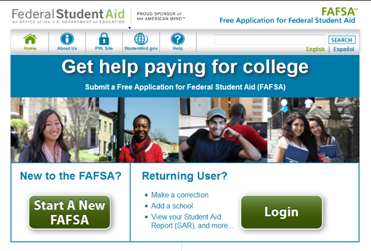 Federal Student Aid
AN OFFICE of the U.S. DEPARTMENT of EDUCATION
PROUD SPONSOR of
the AMERICAN MIND™
FAFSA™
Free Application for Federal Student Aid
Home
About Us
PIN Site
StudentAid.gov
Help
SEARCH
English | Español
Get help paying for college
Submit a Free Application for Federal Student Aid (FAFSA)
New to the FAFSA?
Start A New
FAFSA
Returning User?
• Make a correction
• Add a school
• View your Student Aid
Report (SAR), and more...
Login